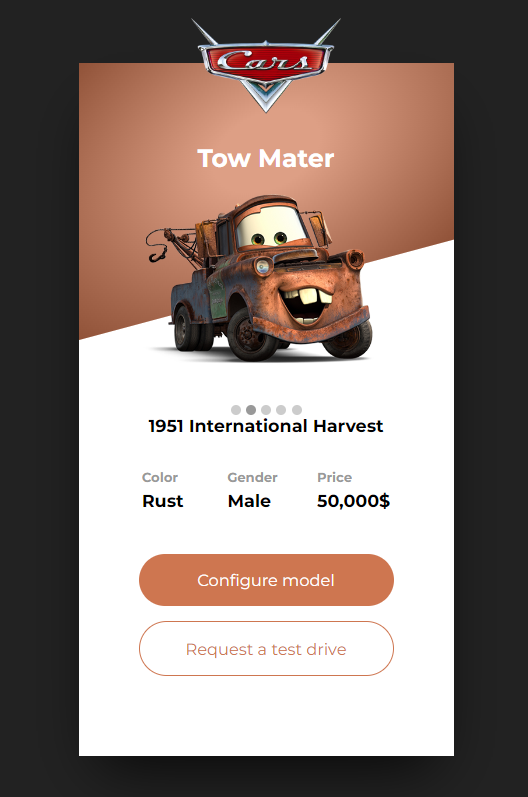 Cars
Tow Mater
1951 International Harvest
Color Gender Price
Rust Male 50,000$
Configure model
Request a test drive